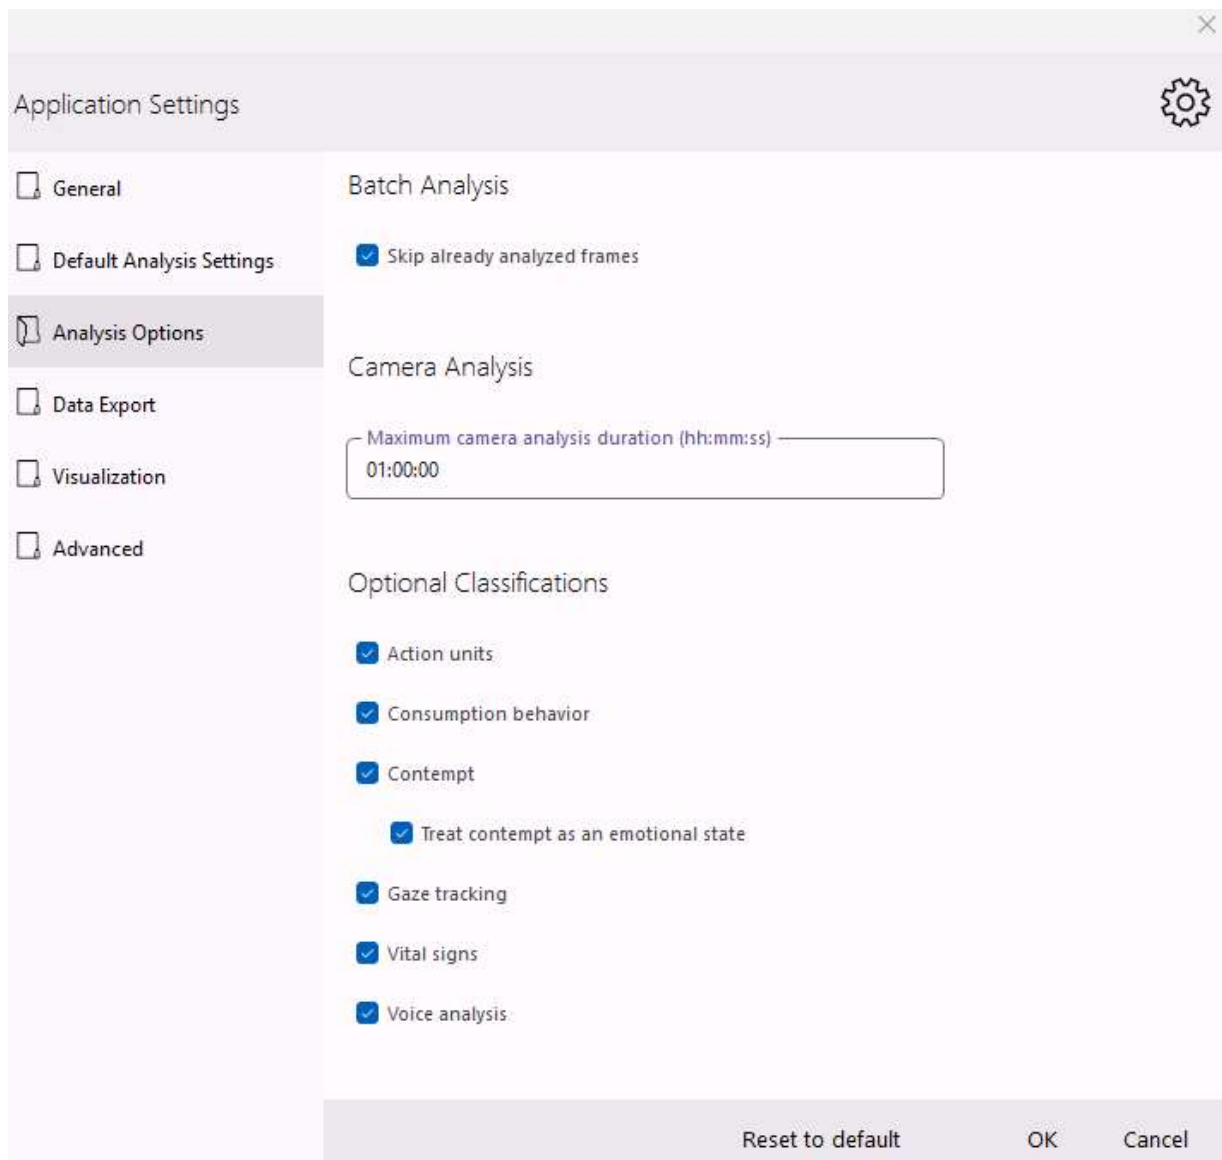 Application Settings
General
Default Analysis Settings
Analysis Options
Data Export
Visualization
Advanced
Batch Analysis
Skip already analyzed frames
Camera Analysis
Maximum camera analysis duration (hh:mm:ss)
01:00:00
Optional Classifications
Action units
Consumption behavior
Contempt
Treat contempt as an emotional state
Gaze tracking
Vital signs
Voice analysis
Reset to default
OK
Cancel